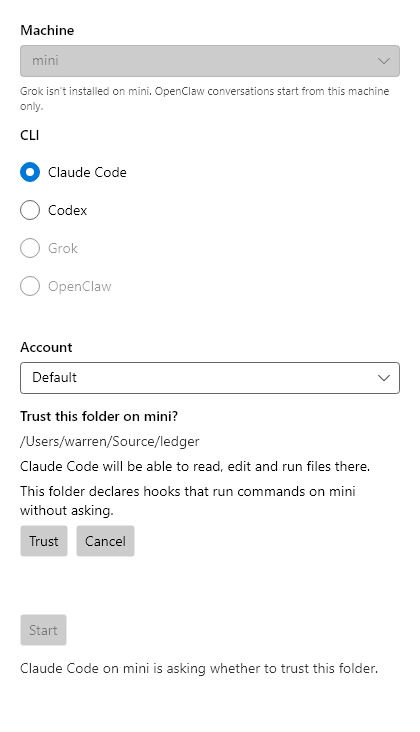 Machine
mini
Grok isn't installed on mini. OpenClaw conversations start from this machine
only.
CLI
Claude Code
Codex
Grok
OpenClaw
Account
Default
Trust this folder on mini?
/Users/warren/Source/ledger
Claude Code will be able to read, edit and run files there.
This folder declares hooks that run commands on mini
without asking.
Trust
Cancel
Start
Claude Code on mini is asking whether to trust this folder.